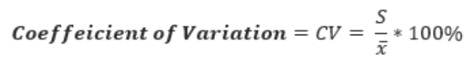 Coeffeicient of Variation = CV = S/x̄ * 100%